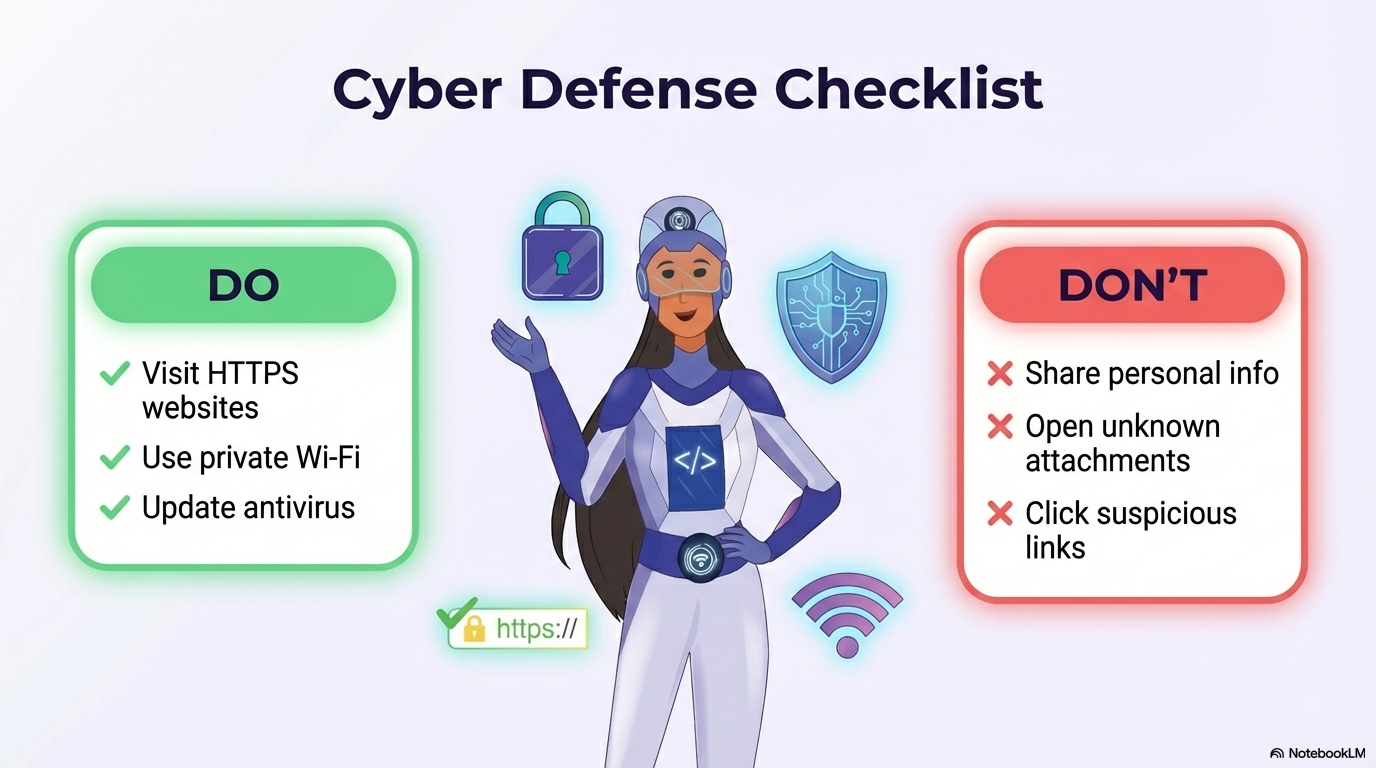 Cyber Defense Checklist
DO
Visit HTTPS
websites
Use private Wi-Fi
Update antivirus
</>
https://
DON'T
Share personal info
Open unknown
attachments
Click suspicious
links
NotebookLM